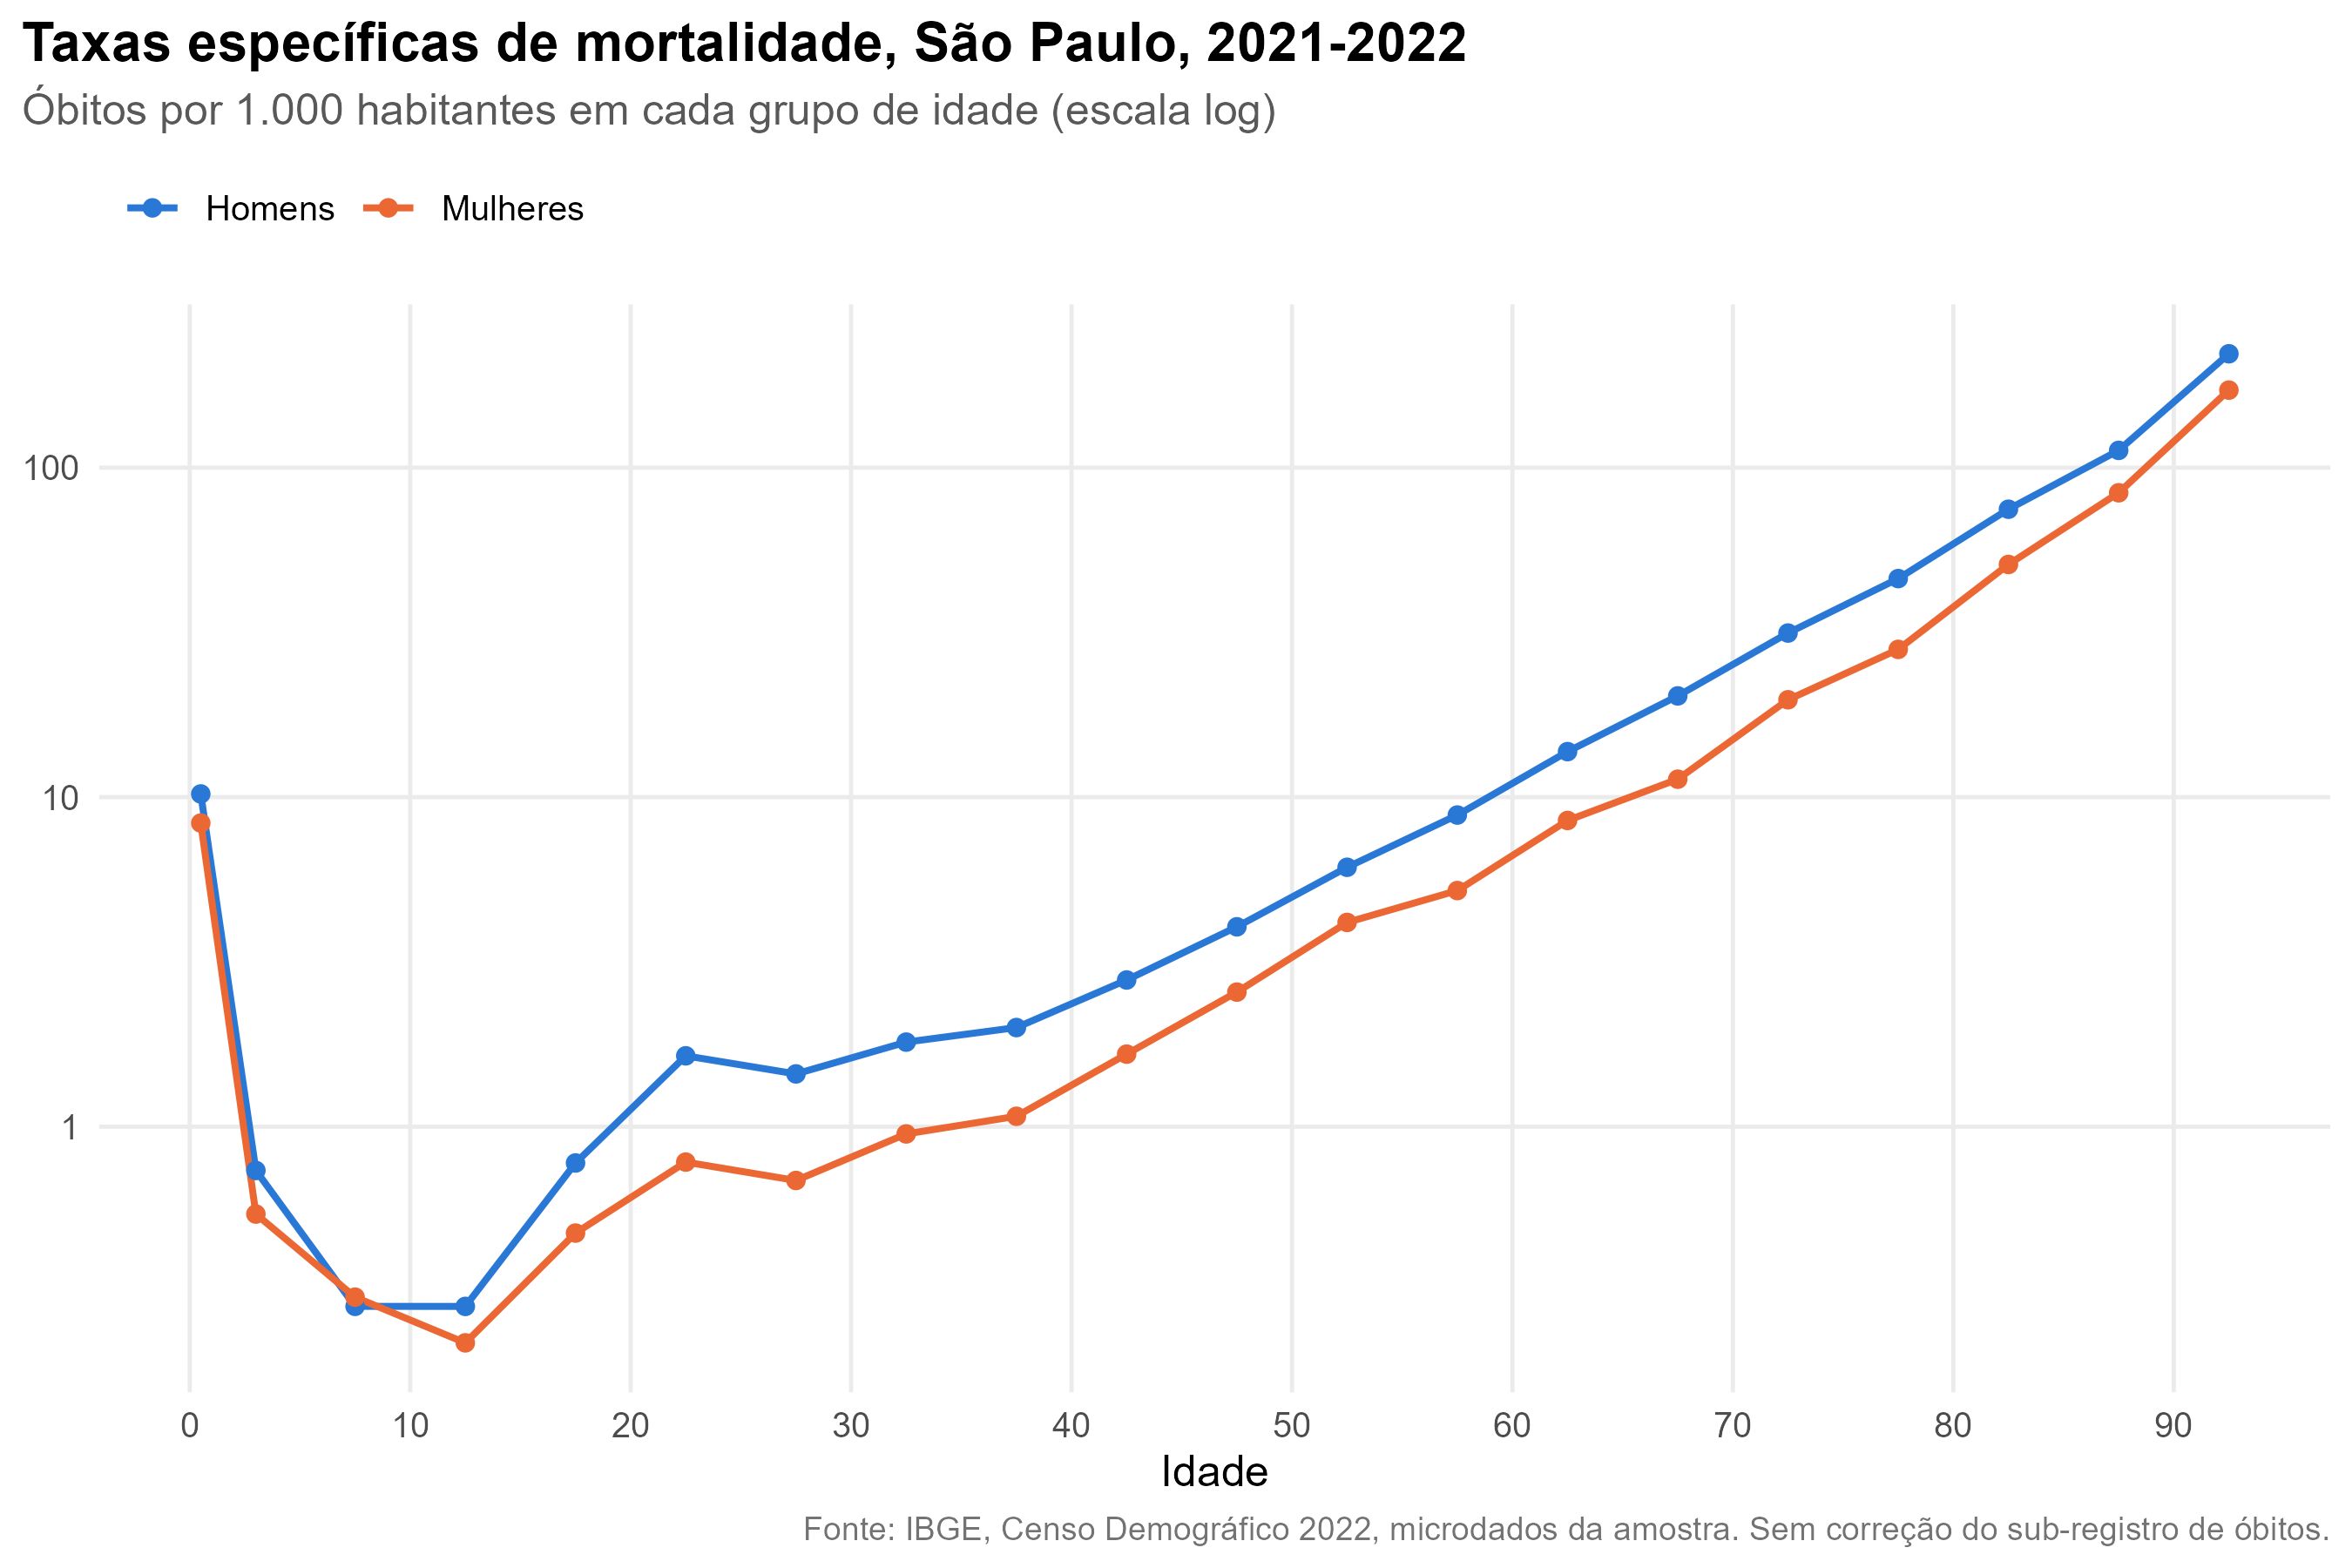 Taxas específicas de mortalidade, São Paulo, 2021-2022
Óbitos por 1.000 habitantes em cada grupo de idade (escala log)
Homens Mulheres
100
10
1
0 10 20 30 40 50 60 70 80 90
Idade
Fonte: IBGE, Censo Demográfico 2022, microdados da amostra. Sem correção do sub-registro de óbitos.